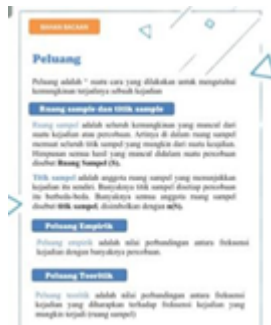 BAHAN BACAAN
Peluang
Peluang adalah " suatu cara yang dilakukan untuk mengetahui
kemungkinan terjadinya sebuah kejadian
Ruang sample dan titik sample
Ruang sampel adalah seluruh kemungkinan yang muncul dari
suatu kejadian atau percobaan. Artinya di dalam ruang sampel
memuat seluruh titik sampel yang mungkin dari suatu kejadian.
Himpunan semua hasil yang muncul didalam suatu percobaan
disebut Ruang Sampel (S).
Titik sampel adalah anggota ruang sampel yang menunjukkan
kejadian itu sendiri. Banyaknya titik sampel disetiap percobaan
itu berbeda-beda. Banyaknya semua anggota ruang sampel
disebut titik sampel, disimbolkan dengan n(S).
Peluang Empirik
Peluang empirik adalah nilai perbandingan antara frekuensi
kejadian dengan banyaknya percobaan.
Peluang Teoritik
Peluang teoritik adalah nilai perbandingan antara frekuensi
kejadian yang diharapkan terhadap frekuensi kejadian yang
mungkin terjadi (ruang sampel)